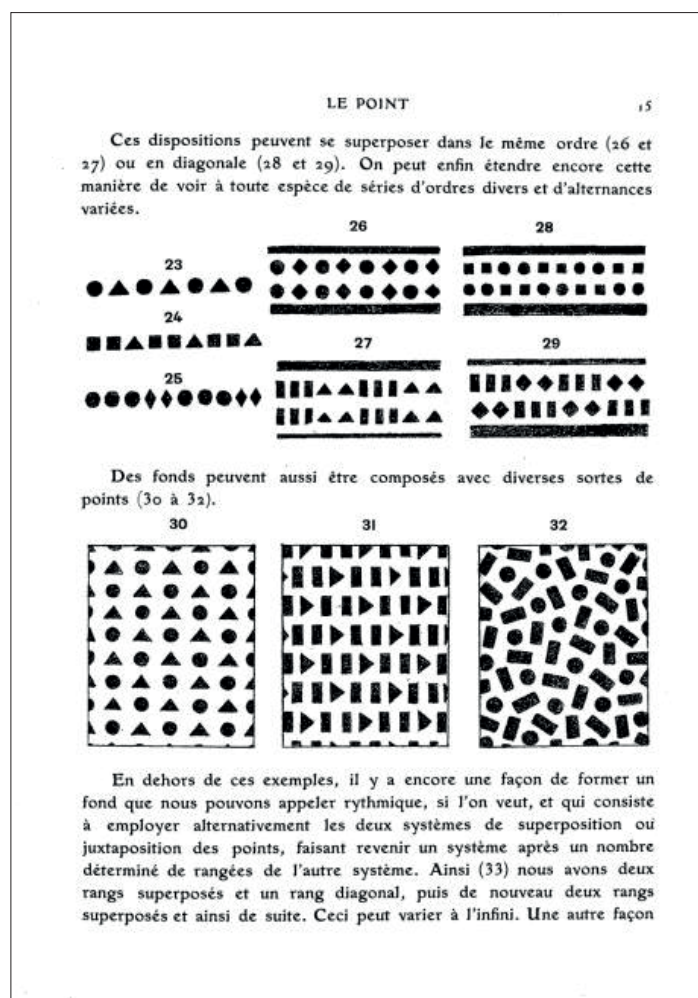 LE POINT 15
Ces dispositions peuvent se superposer dans le même ordre (26 et
27) ou en diagonale (28 et 29). On peut enfin étendre encore cette
manière de voir à toute espèce de séries d'ordres divers et d'alternances
variées.
26 28
23
24
27 29
25
Des fonds peuvent aussi être composés avec diverses sortes de
points (30 à 32).
30 31 32
En dehors de ces exemples, il y a encore une façon de former un
fond que nous pouvons appeler rythmique, si l'on veut, et qui consiste
à employer alternativement les deux systèmes de superposition ou
juxtaposition des points, faisant revenir un système après un nombre
déterminé de rangées de l'autre système. Ainsi (33) nous avons deux
rangs superposés et un rang diagonal, puis de nouveau deux rangs
superposés et ainsi de suite. Ceci peut varier à l'infini. Une autre façon